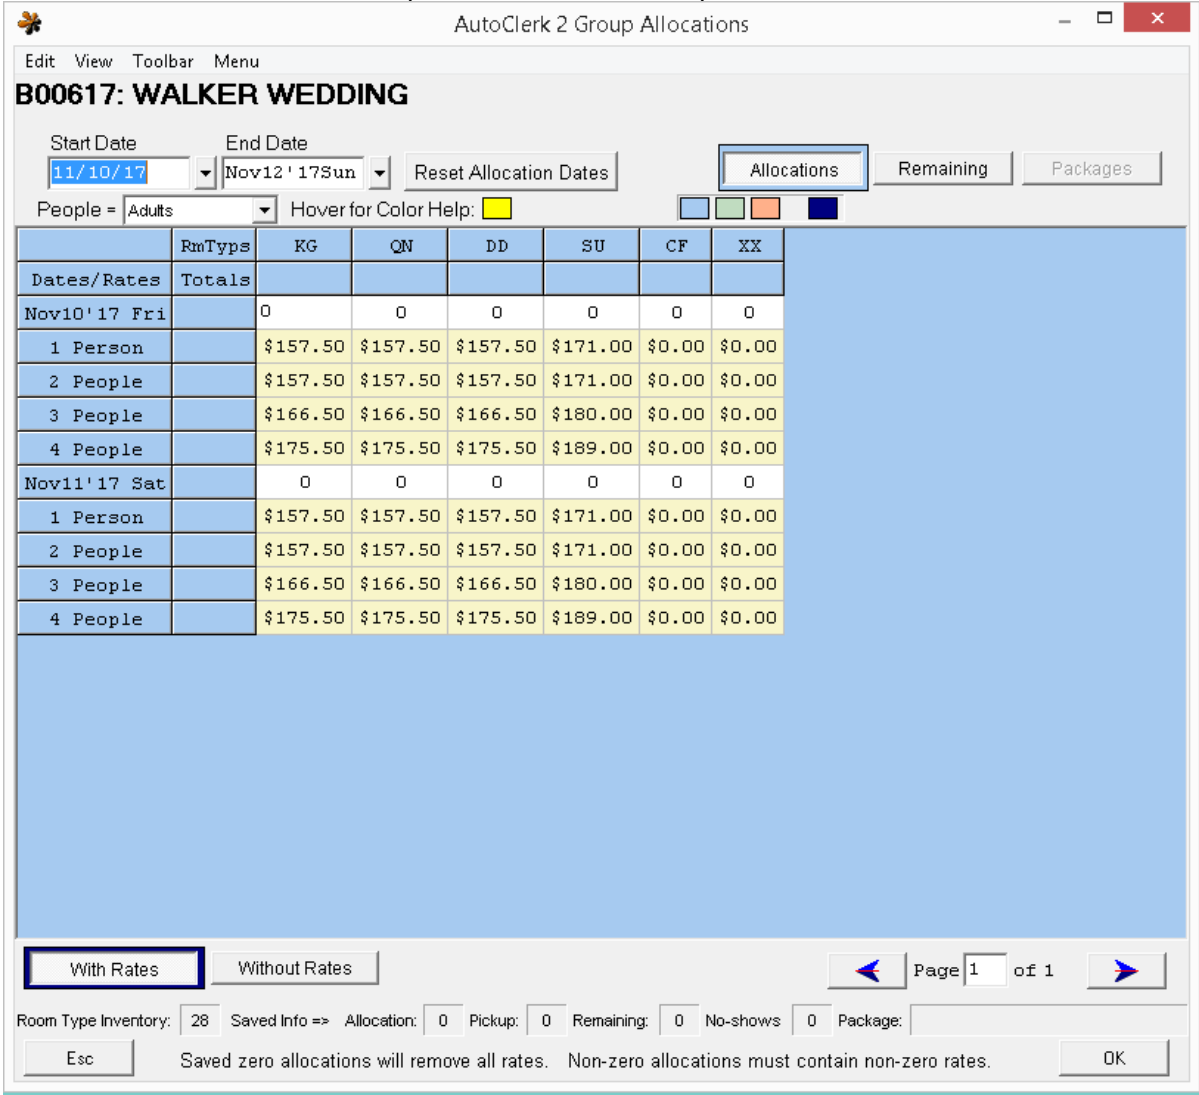 AutoClerk 2 Group Allocations
Edit View Toolbar Menu
B00617: WALKER WEDDING
Start Date End Date
11/10/17 Nov12'17Sun Reset Allocation Dates Allocations Remaining Packages
People = Adults Hover for Color Help:
RmTyps KG QN DD SU CF XX
Dates/Rates Totals
Nov10'17 Fri 0 0 0 0 0 0
1 Person $157.50 $157.50 $157.50 $171.00 $0.00 $0.00
2 People $157.50 $157.50 $157.50 $171.00 $0.00 $0.00
3 People $166.50 $166.50 $166.50 $180.00 $0.00 $0.00
4 People $175.50 $175.50 $175.50 $189.00 $0.00 $0.00
Nov11'17 Sat 0 0 0 0 0 0
1 Person $157.50 $157.50 $157.50 $171.00 $0.00 $0.00
2 People $157.50 $157.50 $157.50 $171.00 $0.00 $0.00
3 People $166.50 $166.50 $166.50 $180.00 $0.00 $0.00
4 People $175.50 $175.50 $175.50 $189.00 $0.00 $0.00
With Rates Without Rates Page 1 of 1
Room Type Inventory: 28 Saved Info => Allocation: 0 Pickup: 0 Remaining: 0 No-shows 0 Package:
Esc Saved zero allocations will remove all rates. Non-zero allocations must contain non-zero rates. OK